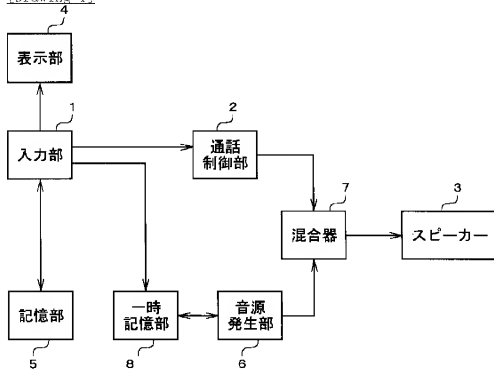 [Drawing 1]
4
表示部
1
入力部
2
通話
制御部
7
混合器
3
スピーカー
記憶部
5
一時
記憶部
8
音源
発生部
6